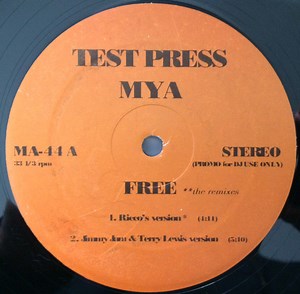 TEST PRESS
MYA
MA-44 A STEREO
33 1/3 rpm (PROMO for DJ USE ONLY)
FREE **the remixes
1. Ricco's version* (4:11)
2. Jimmy Jam & Terry Lewis version (5:10)